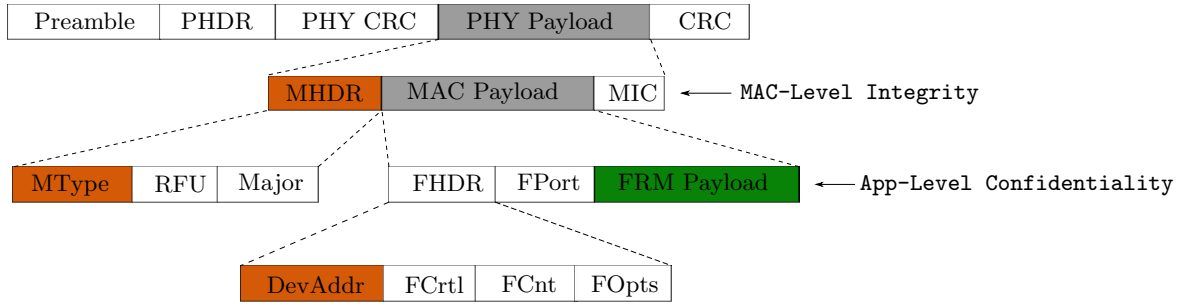 Preamble PHDR PHY CRC PHY Payload CRC
MHDR MAC Payload MIC MAC-Level Integrity
MType RFU Major FHDR FPort FRM Payload App-Level Confidentiality
DevAddr FCrtl FCnt FOpts